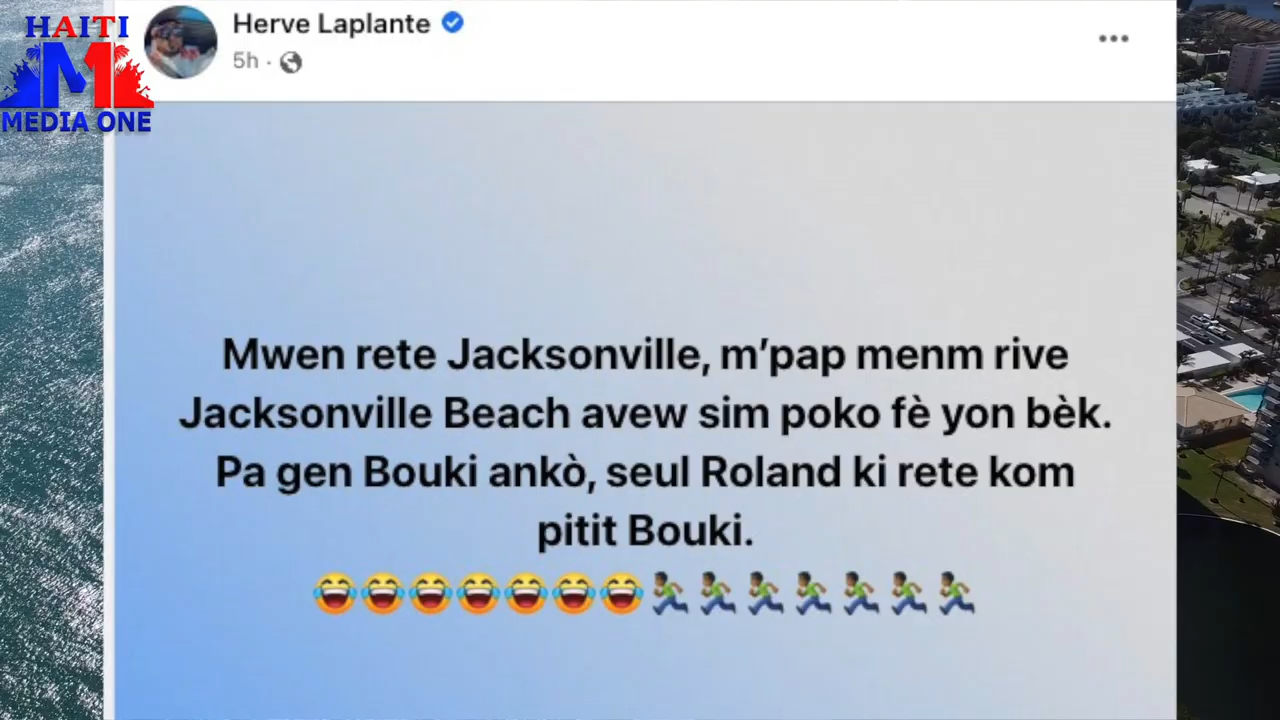 HAITI
M
MEDIA ONE
Herve Laplante
5h ·
Mwen rete Jacksonville, m’pap menm rive
Jacksonville Beach avew sim poko fè yon bèk.
Pa gen Bouki ankò, seul Roland ki rete kom
pitit Bouki.
😂😂😂😂😂😂😂🏃🏾🏃🏾🏃🏾🏃🏾🏃🏾🏃🏾🏃🏾